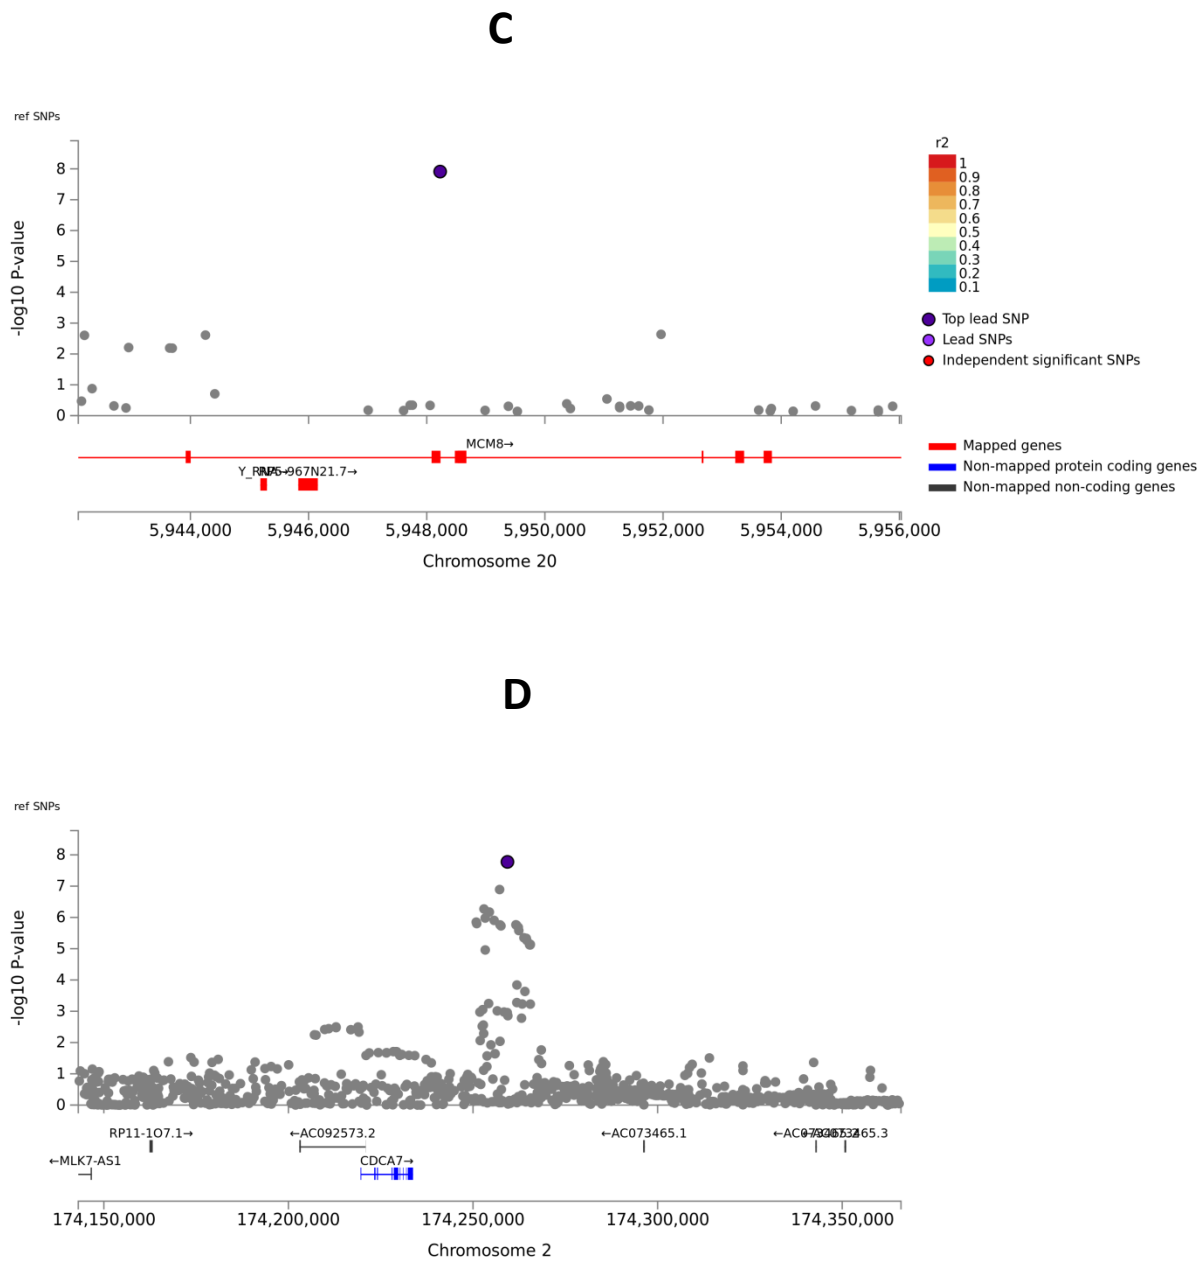 C
ref SNPs
-log10 P-value
8
7
6
5
4
3
2
1
0
r2
1
0.9
0.8
0.7
0.6
0.5
0.4
0.3
0.2
0.1
Top lead SNP
Lead SNPs
Independent significant SNPs
MCM8→
967N21.7→
Mapped genes
Non-mapped protein coding genes
Non-mapped non-coding genes
5,944,000 5,946,000 5,948,000 5,950,000 5,952,000 5,954,000 5,956,000
Chromosome 20
D
ref SNPs
-log10 P-value
8
7
6
5
4
3
2
1
0
RP11-1O7.1→ ←AC092573.2 ←AC073465.1
←MLK7-AS1 CDCA7→
174,150,000 174,200,000 174,250,000 174,300,000 174,350,000
Chromosome 2